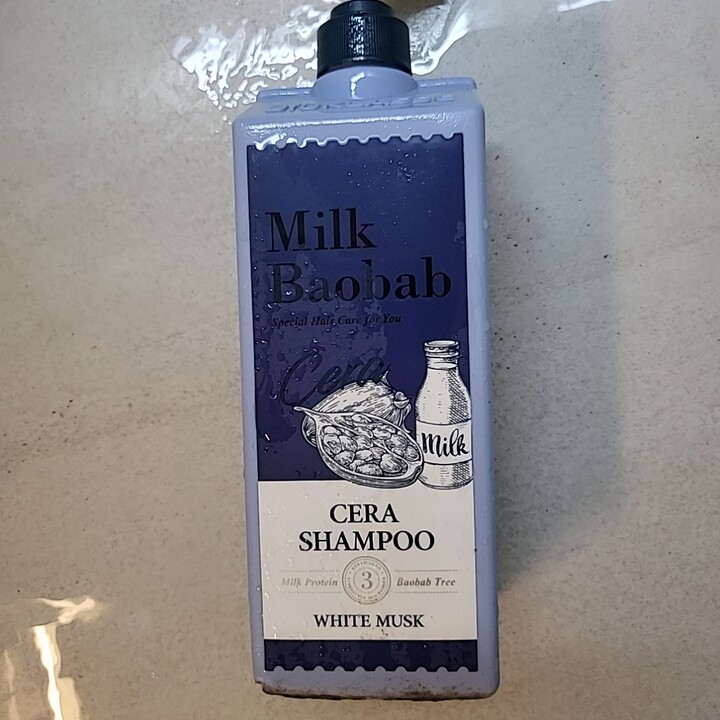 Milk
Baobab
Special Hair Care for You
Cera
Milk
CERA
SHAMPOO
Milk Protein 3 Baobab Tree
WHITE MUSK